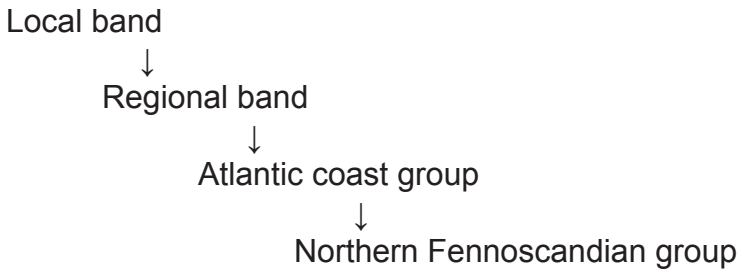 Local band
↓
Regional band
↓
Atlantic coast group
↓
Northern Fennoscandian group